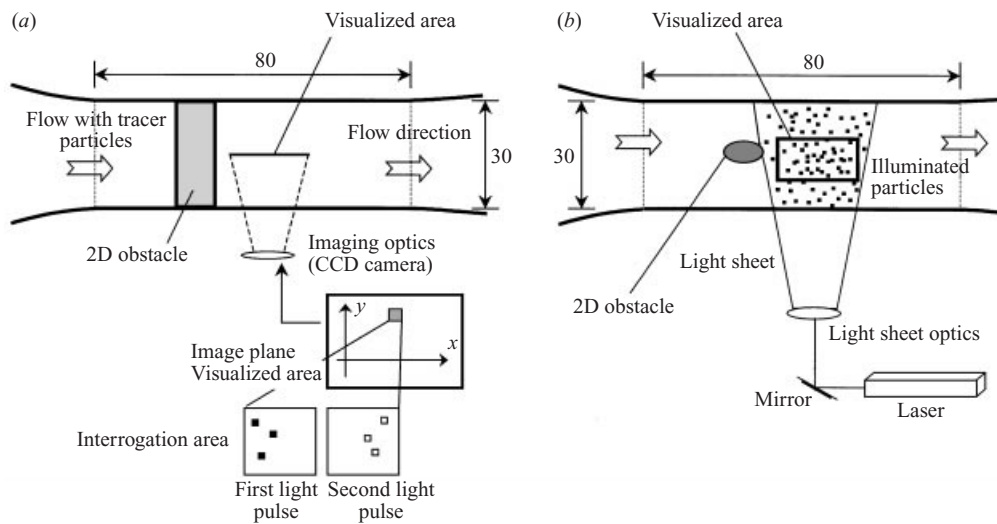 (a)
Visualized area
80
Flow with tracer
particles
Flow direction
30
2D obstacle
Imaging optics
(CCD camera)
y
x
Image plane
Visualized area
Interrogation area
First light
pulse
Second light
pulse
(b)
Visualized area
80
30
Illuminated
particles
Light sheet
2D obstacle
Light sheet optics
Mirror
Laser